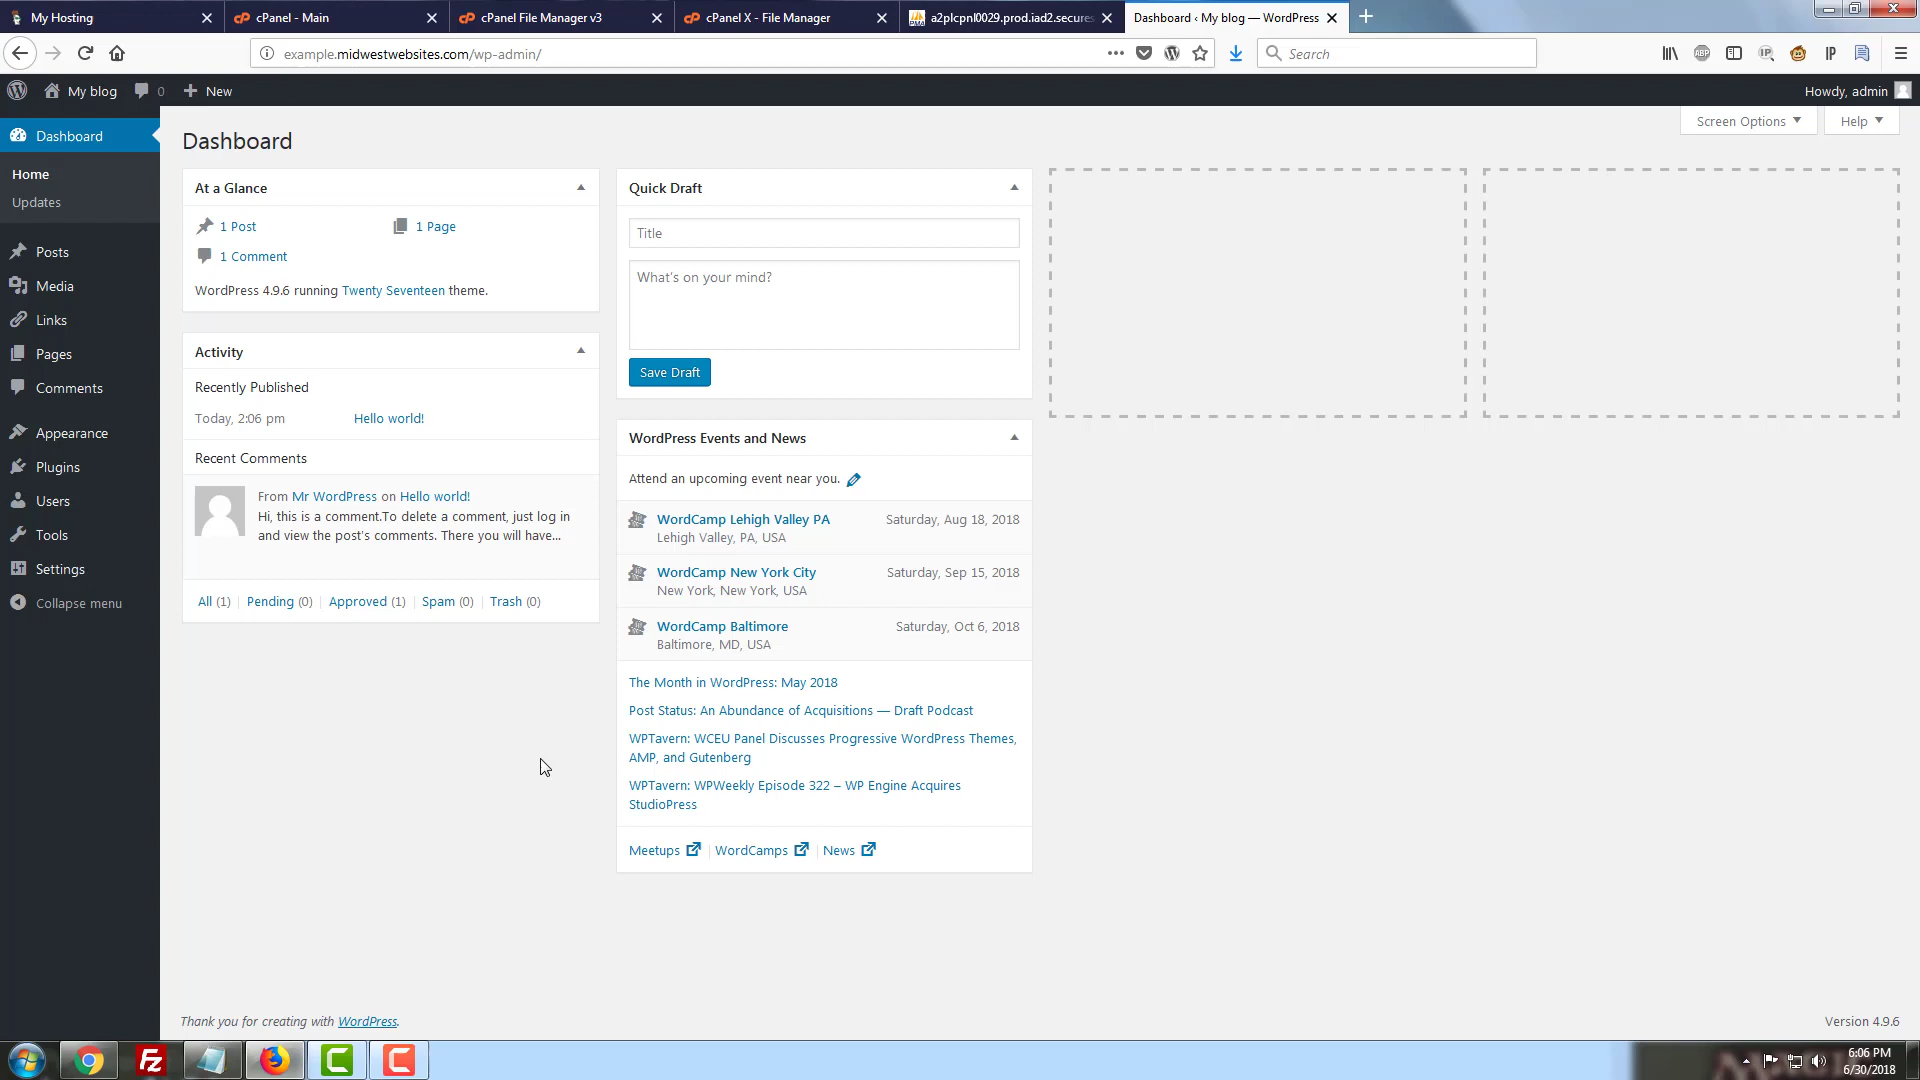 My Hosting
cPanel - Main
cPanel File Manager v3
cPanel X - File Manager
a2plcpnl0029.prod.iad2.secures
Dashboard ‹ My blog — WordPress
example.midwestwebsites.com/wp-admin/
Search
ABP
IP
IP
My blog
0
New
Howdy, admin
Screen Options
Help
Dashboard
Home
Updates
Posts
Media
Links
Pages
Comments
Appearance
Plugins
Users
Tools
Settings
Collapse menu
Dashboard
At a Glance
1 Post
1 Page
1 Comment
WordPress 4.9.6 running Twenty Seventeen theme.
Activity
Recently Published
Today, 2:06 pm Hello world!
Recent Comments
From Mr WordPress on Hello world!
Hi, this is a comment.To delete a comment, just log in
and view the post's comments. There you will have...
All (1) | Pending (0) | Approved (1) | Spam (0) | Trash (0)
Quick Draft
Title
What's on your mind?
Save Draft
WordPress Events and News
Attend an upcoming event near you.
WordCamp Lehigh Valley PA Saturday, Aug 18, 2018
Lehigh Valley, PA, USA
WordCamp New York City Saturday, Sep 15, 2018
New York, New York, USA
WordCamp Baltimore Saturday, Oct 6, 2018
Baltimore, MD, USA
The Month in WordPress: May 2018
Post Status: An Abundance of Acquisitions — Draft Podcast
WPTavern: WCEU Panel Discusses Progressive WordPress Themes,
AMP, and Gutenberg
WPTavern: WPWeekly Episode 322 – WP Engine Acquires
StudioPress
Meetups | WordCamps | News
Thank you for creating with WordPress.
Version 4.9.6
Fz
6:06 PM
6/30/2018